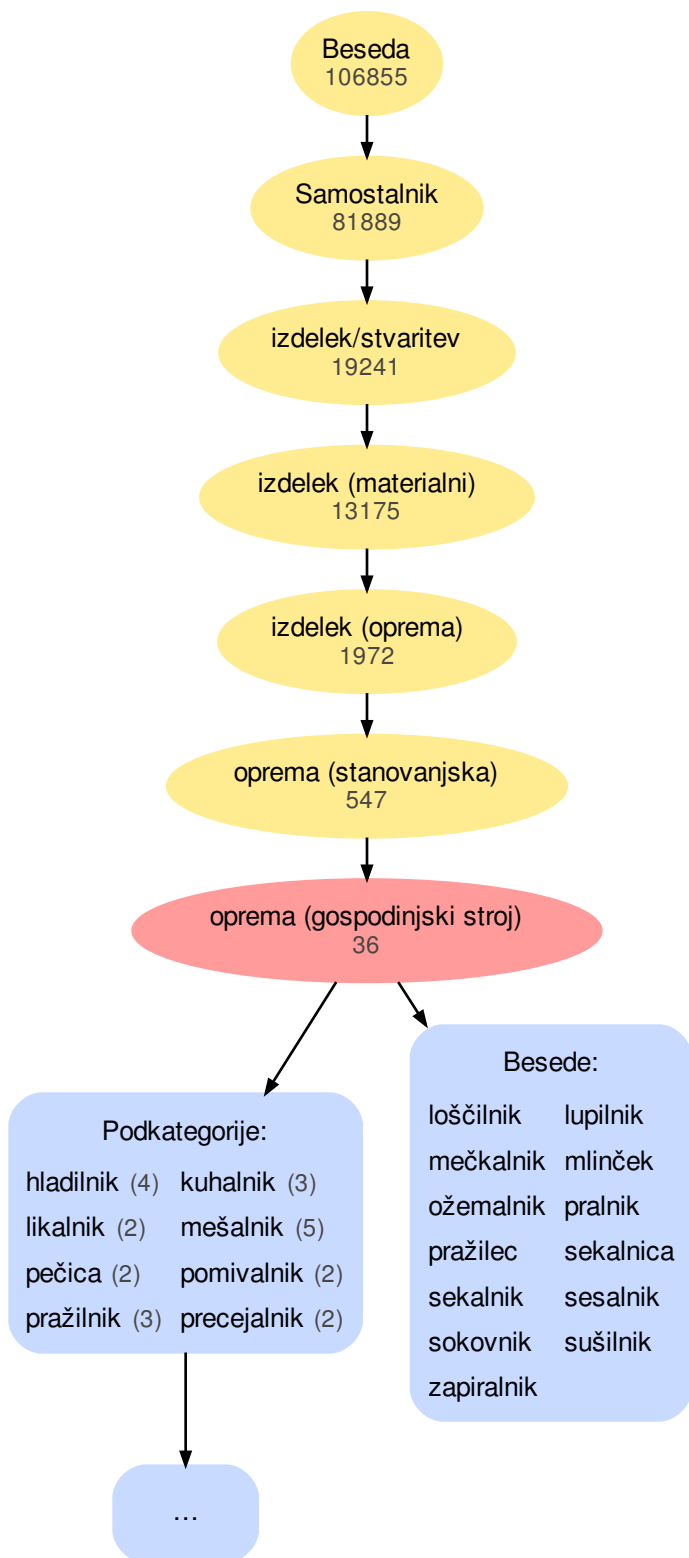 Beseda
106855
Samostalnik
81889
izdelek/stvaritev
19241
izdelek (materialni)
13175
izdelek (oprema)
1972
oprema (stanovanjska)
547
oprema (gospodinjski stroj)
36
Podkategorije:
hladilnik (4) kuhalnik (3)
likalnik (2) mešalnik (5)
pečica (2) pomivalnik (2)
pražilnik (3) precejalnik (2)
...
Besede:
loščilnik lupilnik
mečkalnik mlinček
ožemalnik pralnik
pražilec sekalnica
sekalnik sesalnik
sokovnik sušilnik
zapiralnik